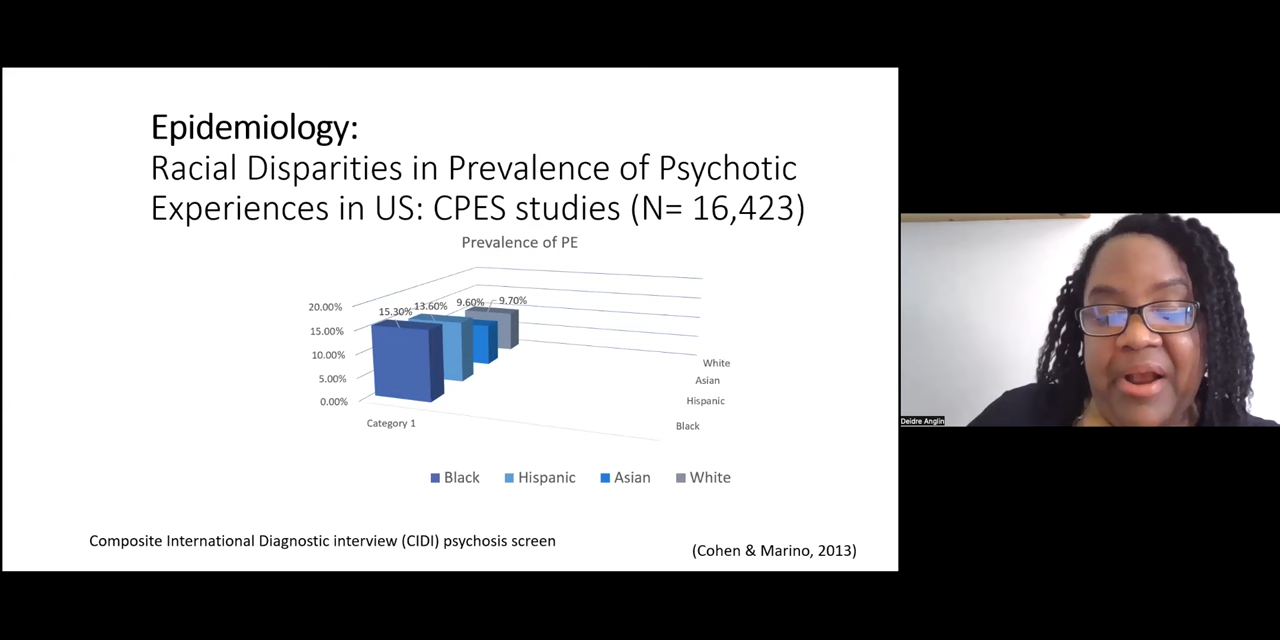 Epidemiology:
Racial Disparities in Prevalence of Psychotic
Experiences in US: CPES studies (N= 16,423)
Prevalence of PE
20.00%
15.00%
10.00%
5.00%
0.00%
15.30%
13.60%
9.60%
9.70%
White
Asian
Hispanic
Black
Category 1
Black Hispanic Asian White
Composite International Diagnostic interview (CIDI) psychosis screen
(Cohen & Marino, 2013)
Deidre Anglin